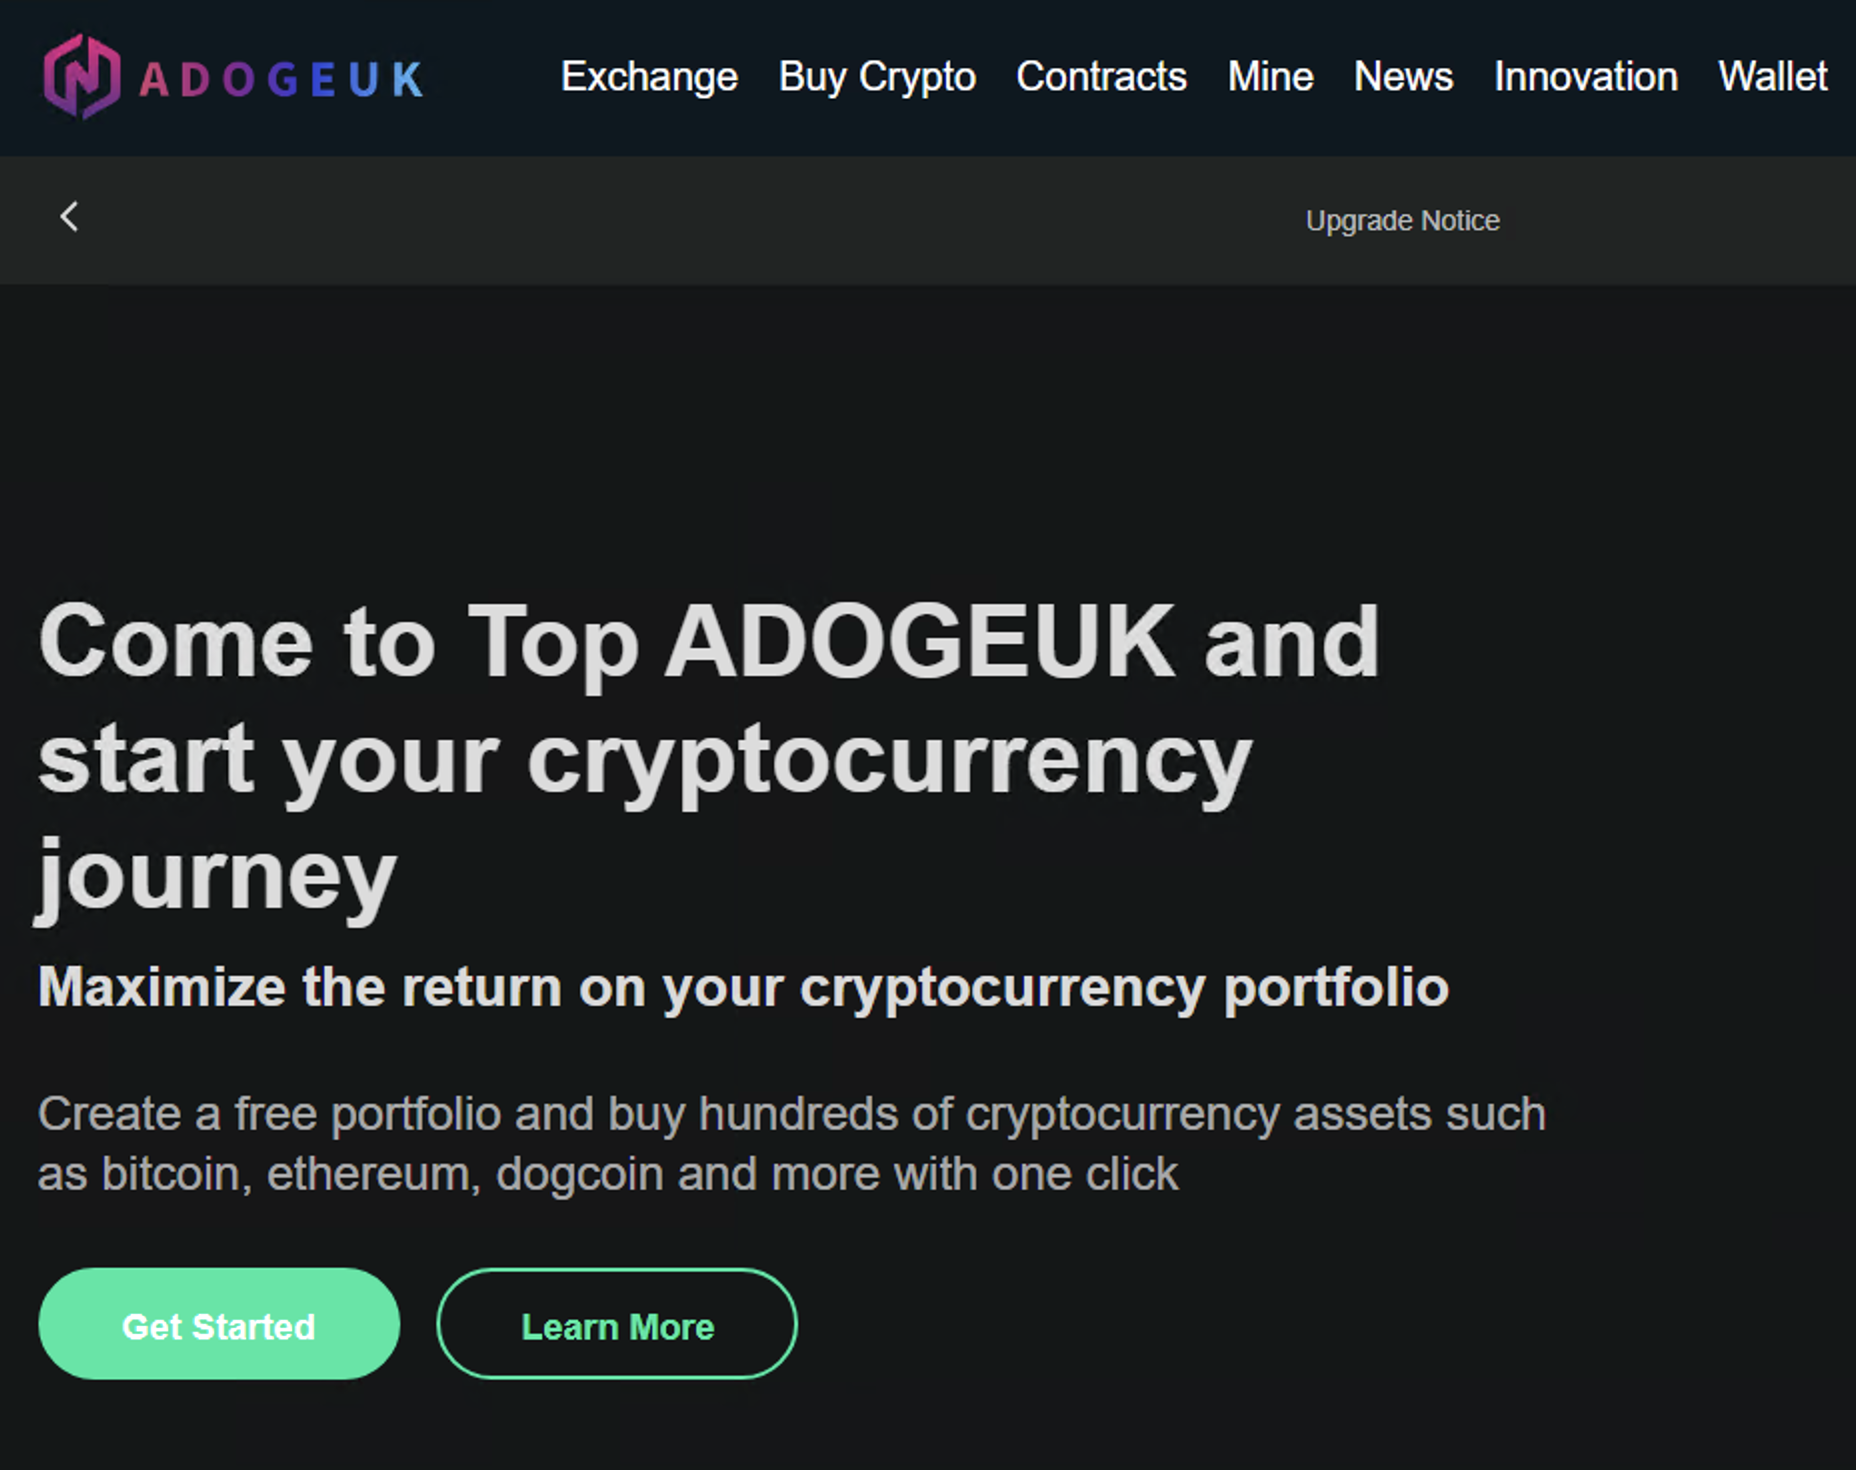 ADOGEUK
Exchange Buy Crypto Contracts Mine News Innovation Wallet
Upgrade Notice
Come to Top ADOGEUK and
start your cryptocurrency
journey
Maximize the return on your cryptocurrency portfolio
Create a free portfolio and buy hundreds of cryptocurrency assets such
as bitcoin, ethereum, dogcoin and more with one click
Get Started
Learn More